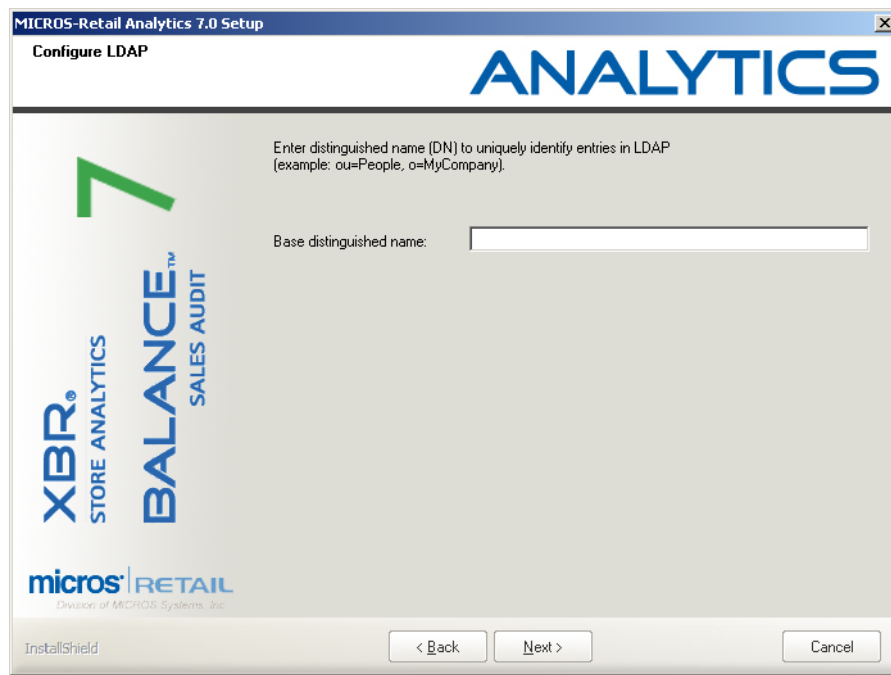 MICROS-Retail Analytics 7.0 Setup
Configure LDAP
ANALYTICS
Enter distinguished name (DN) to uniquely identify entries in LDAP
(example: ou=People, o=MyCompany).
Base distinguished name:
7
XBR®
STORE ANALYTICS
BALANCE™
SALES AUDIT
micros® RETAIL
Division of MICROS Systems, Inc.
InstallShield
< Back
Next >
Cancel